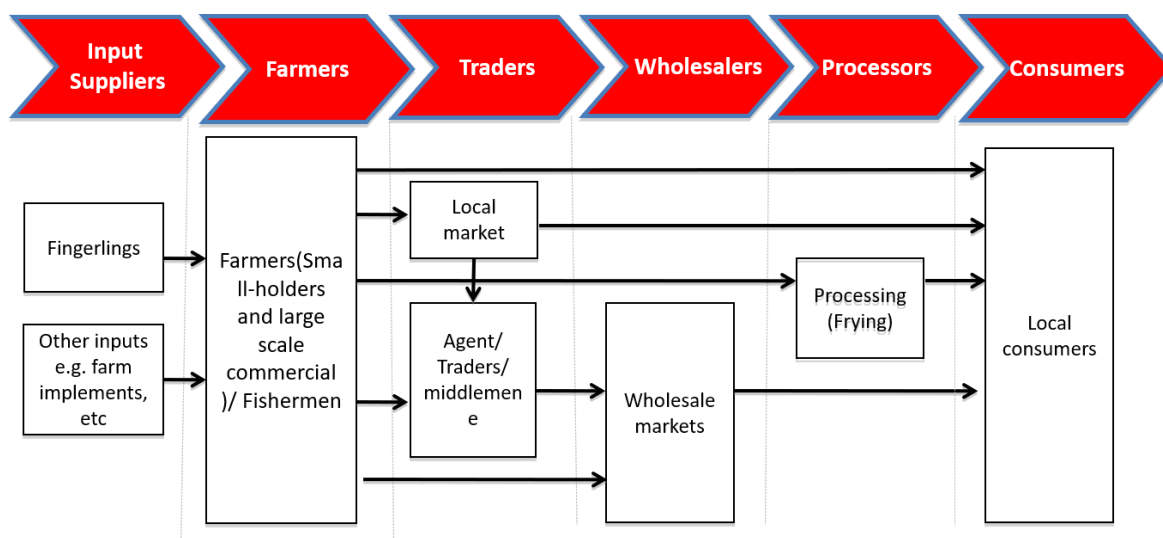 Input
Suppliers
Farmers
Traders
Wholesalers
Processors
Consumers
Fingerlings
Other inputs
e.g. farm
implements,
etc
Farmers(Sma
ll-holders
and large
scale
commercial
)/ Fishermen
Local
market
Agent/
Traders/
middlemen
e
Wholesale
markets
Processing
(Frying)
Local
consumers